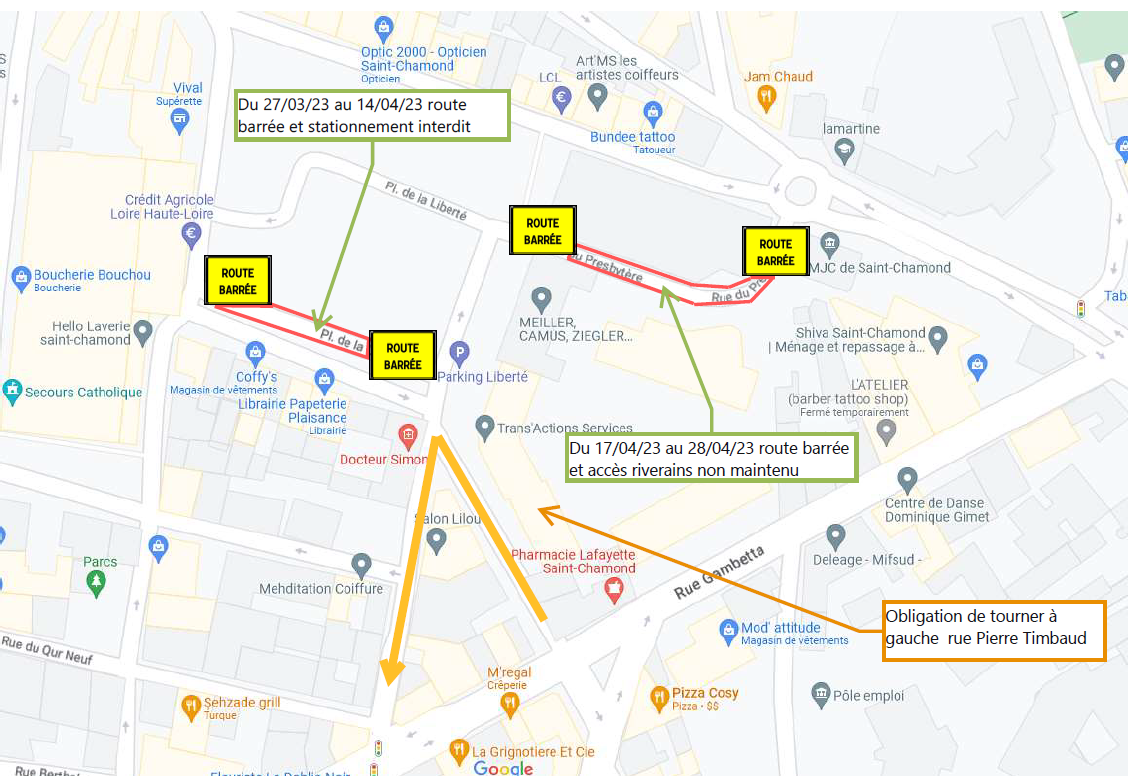 Optic 2000 - Opticien
Saint-Chamond
Opticien
Art'MS les
artistes coiffeurs
LCL
Jam Chaud
Vival
Supérette
Du 27/03/23 au 14/04/23 route
barrée et stationnement interdit
Bundee tattoo
Tatoueur
lamartine
Crédit Agricole
Loire Haute-Loire
Pl. de la Liberté
ROUTE
BARRÉE
ROUTE
BARRÉE
ROUTE
BARRÉE
ROUTE
BARRÉE
u Presbytère
Rue du Pre
MJC de Saint-Chamond
Boucherie Bouchou
Boucherie
Tab
Hello Laverie
saint-chamond
Pl. de la
MEILLER,
CAMUS, ZIEGLER...
Shiva Saint-Chamond
| Ménage et repassage à...
P
Parking Liberté
Coffy's
Magasin de vêtements
Secours Catholique
Librairie Papeterie
Plaisance
Librairie
L'ATELIER
(barber tattoo shop)
Fermé temporairement
Trans'Actions Services
Docteur Simon
Du 17/04/23 au 28/04/23 route barrée
et accès riverains non maintenu
Salon Lilou
Centre de Danse
Dominique Gimet
Parcs
Mehditation Coiffure
Pharmacie Lafayette
Saint-Chamond
Rue Gambetta
Deleage - Mifsud -
Obligation de tourner à
gauche rue Pierre Timbaud
Mod' attitude
Magasin de vêtements
Rue du Qur Neuf
M'regal
Crêperie
Sehzade grill
Turque
Pizza Cosy
Pizza · $$
Pôle emploi
La Grignotiere Et Cie
Google